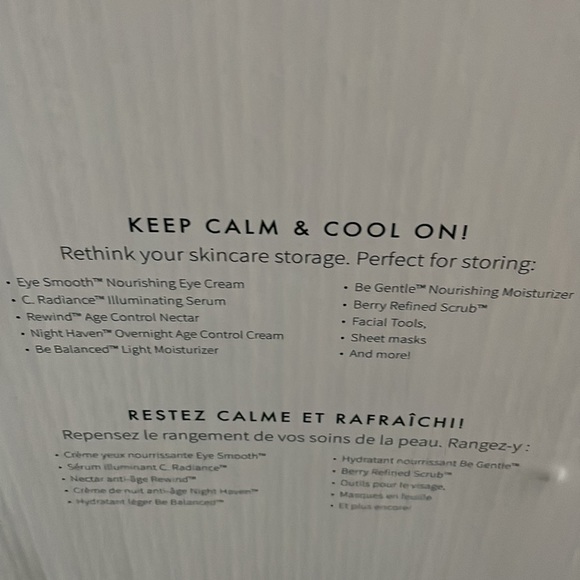 KEEP CALM & COOL ON!
Rethink your skincare storage. Perfect for storing:
• Eye Smooth™ Nourishing Eye Cream
• C. Radiance™ Illuminating Serum
• Rewind™ Age Control Nectar
• Night Haven™ Overnight Age Control Cream
• Be Balanced™ Light Moisturizer
• Be Gentle™ Nourishing Moisturizer
• Berry Refined Scrub™
• Facial Tools,
• Sheet masks
• And more!
RESTEZ CALME ET RAFRAÎCHI!
Repensez le rangement de vos soins de la peau. Rangez-y :
• Crème yeux nourrissante Eye Smooth™
• Sérum illuminant C. Radiance™
• Nectar anti-âge Rewind™
• Crème de nuit anti-âge Night Haven™
• Hydratant léger Be Balanced™
• Hydratant nourrissant Be Gentle™
• Berry Refined Scrub™
• Outils pour le visage,
• Masques en feuille
• Et plus encore!